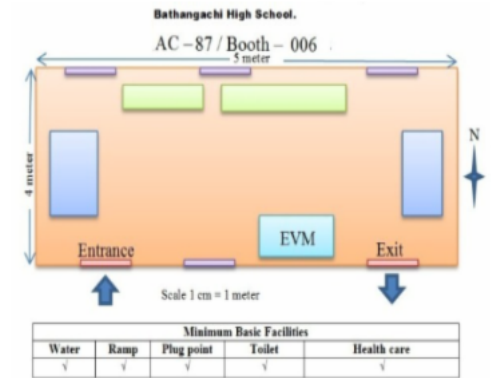 Bathangachi High School.
AC – 87 / Booth – 006
5 meter
4 meter
N
EVM
Entrance
Exit
Scale 1 cm = 1 meter
Minimum Basic Facilities
Water Ramp Plug point Toilet Health care
√ √ √ √ √